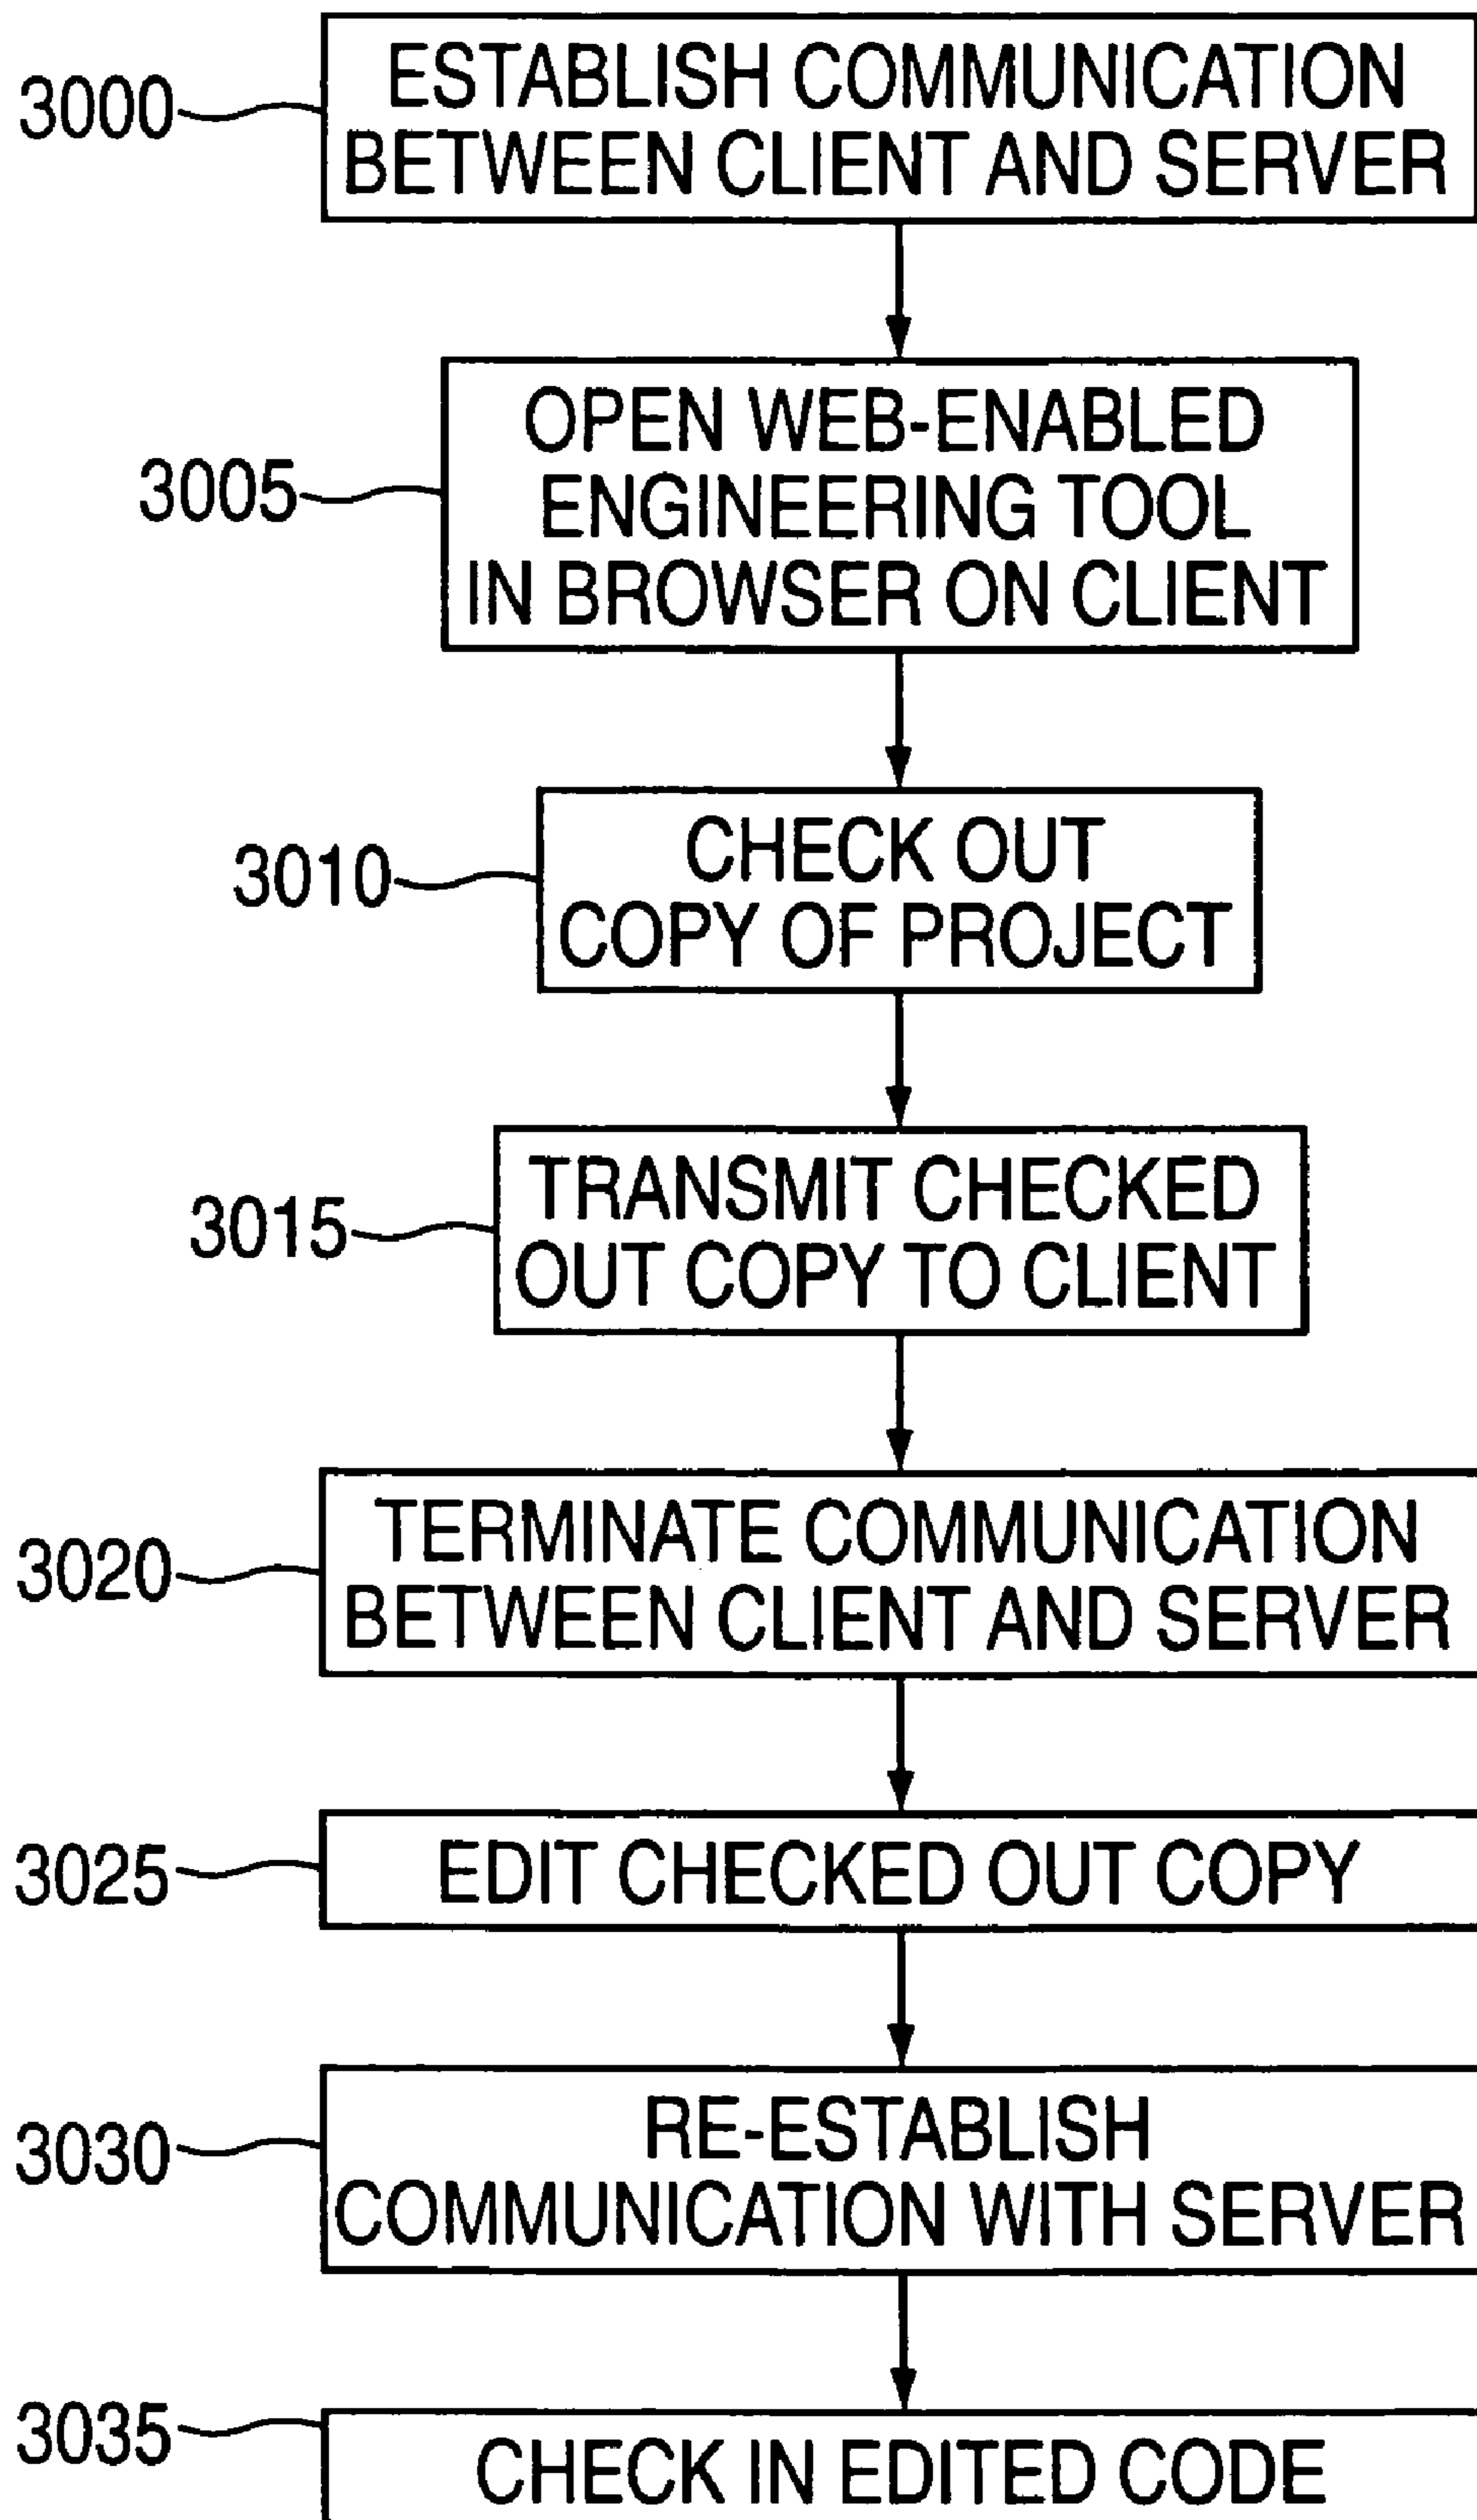 3000
ESTABLISH COMMUNICATION
BETWEEN CLIENT AND SERVER
3005
OPEN WEB-ENABLED
ENGINEERING TOOL
IN BROWSER ON CLIENT
3010
CHECK OUT
COPY OF PROJECT
3015
TRANSMIT CHECKED
OUT COPY TO CLIENT
3020
TERMINATE COMMUNICATION
BETWEEN CLIENT AND SERVER
3025
EDIT CHECKED OUT COPY
3030
RE-ESTABLISH
COMMUNICATION WITH SERVER
3035
CHECK IN EDITED CODE